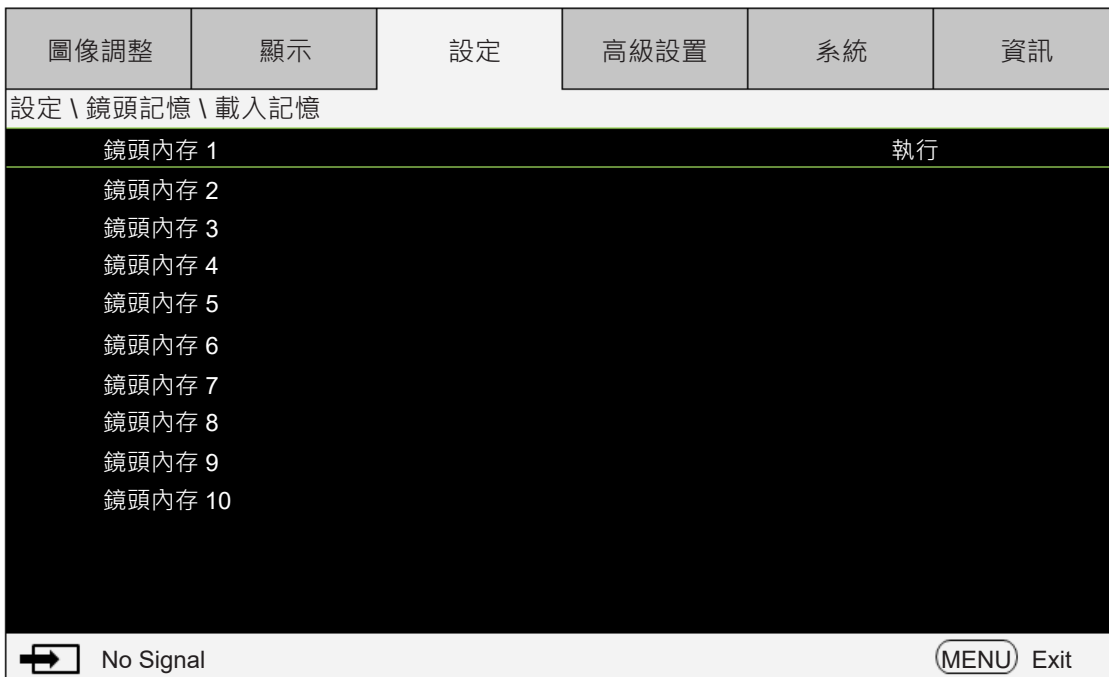 圖像調整 顯示 設定 高級設置 系統 資訊
設定 \ 鏡頭記憶 \ 載入記憶
鏡頭內存 1 執行
鏡頭內存 2
鏡頭內存 3
鏡頭內存 4
鏡頭內存 5
鏡頭內存 6
鏡頭內存 7
鏡頭內存 8
鏡頭內存 9
鏡頭內存 10
No Signal MENU Exit